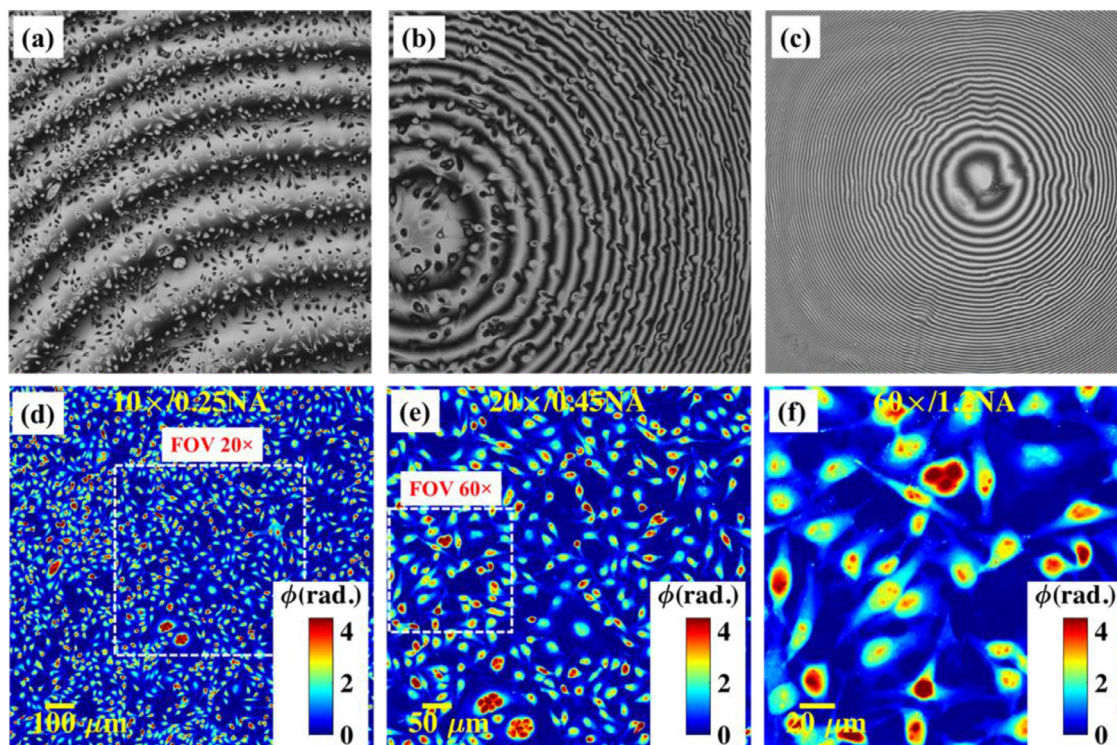 (a)
(b)
(c)
(d)
10×/0.25NA
FOV 20×
ϕ(rad.)
4
2
0
100 μm
(e)
20×/0.45NA
FOV 60×
ϕ(rad.)
4
2
0
50 μm
(f)
60×/1.2NA
ϕ(rad.)
4
2
0
20 μm